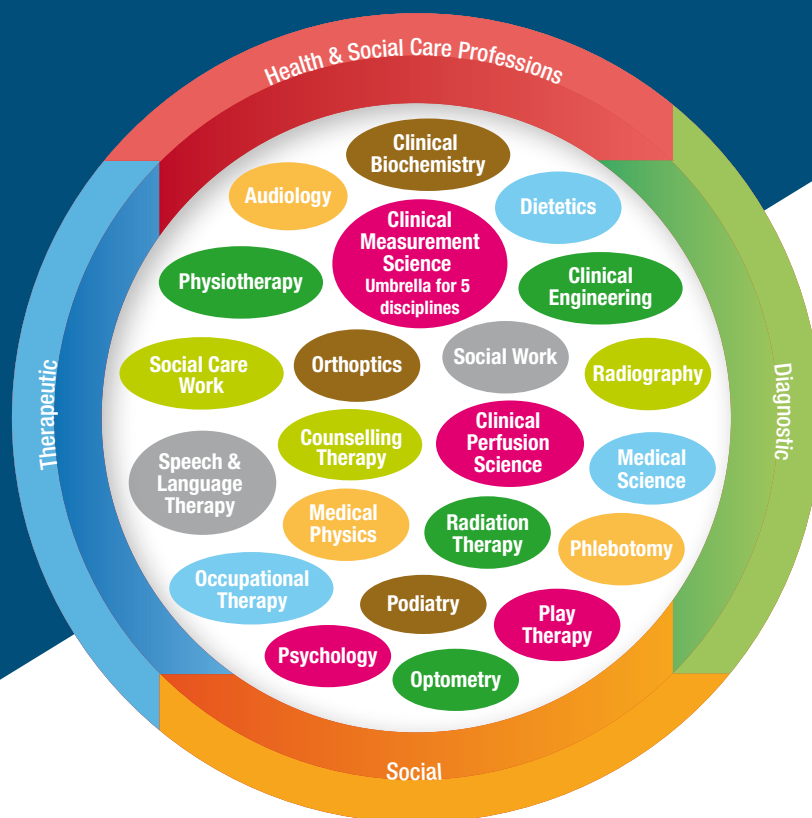 Health & Social Care Professions
Clinical
Biochemistry
Audiology
Dietetics
Clinical
Measurement
Science
Umbrella for 5
disciplines
Physiotherapy
Clinical
Engineering
Social Care
Work
Orthoptics
Social Work
Radiography
Therapeutic
Diagnostic
Counselling
Therapy
Clinical
Perfusion
Science
Speech &
Language
Therapy
Medical
Science
Medical
Physics
Radiation
Therapy
Phlebotomy
Occupational
Therapy
Podiatry
Play
Therapy
Psychology
Optometry
Social